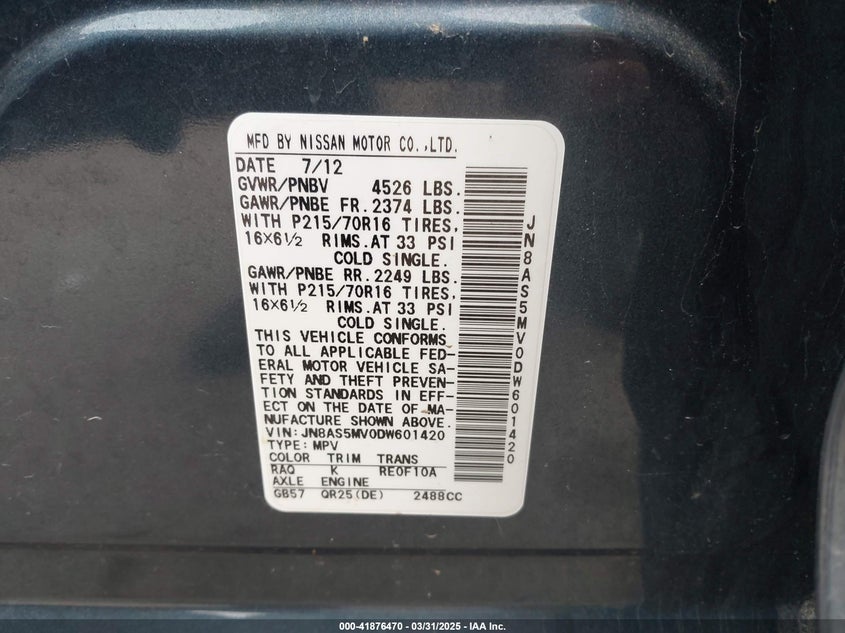 MFD BY NISSAN MOTOR CO.,LTD.
DATE 7/12
GVWR/PNBV 4526 LBS.
GAWR/PNBE FR.2374 LBS.
WITH P215/70R16 TIRES,
16×6½ RIMS.AT 33 PSI
COLD SINGLE.
GAWR/PNBE RR.2249 LBS.
WITH P215/70R16 TIRES,
16×6½ RIMS.AT 33 PSI
COLD SINGLE.
THIS VEHICLE CONFORMS
TO ALL APPLICABLE FED-
ERAL MOTOR VEHICLE SA-
FETY AND THEFT PREVEN-
TION STANDARDS IN EFF-
ECT ON THE DATE OF MA-
NUFACTURE SHOWN ABOVE.
VIN:JN8AS5MV0DW601420
TYPE:MPV
COLOR TRIM TRANS
RAQ K RE0F10A
AXLE ENGINE
GB57 QR25(DE) 2488CC
JN8AS5MV0DW601420
000-41876470 - 03/31/2025 - IAA Inc.